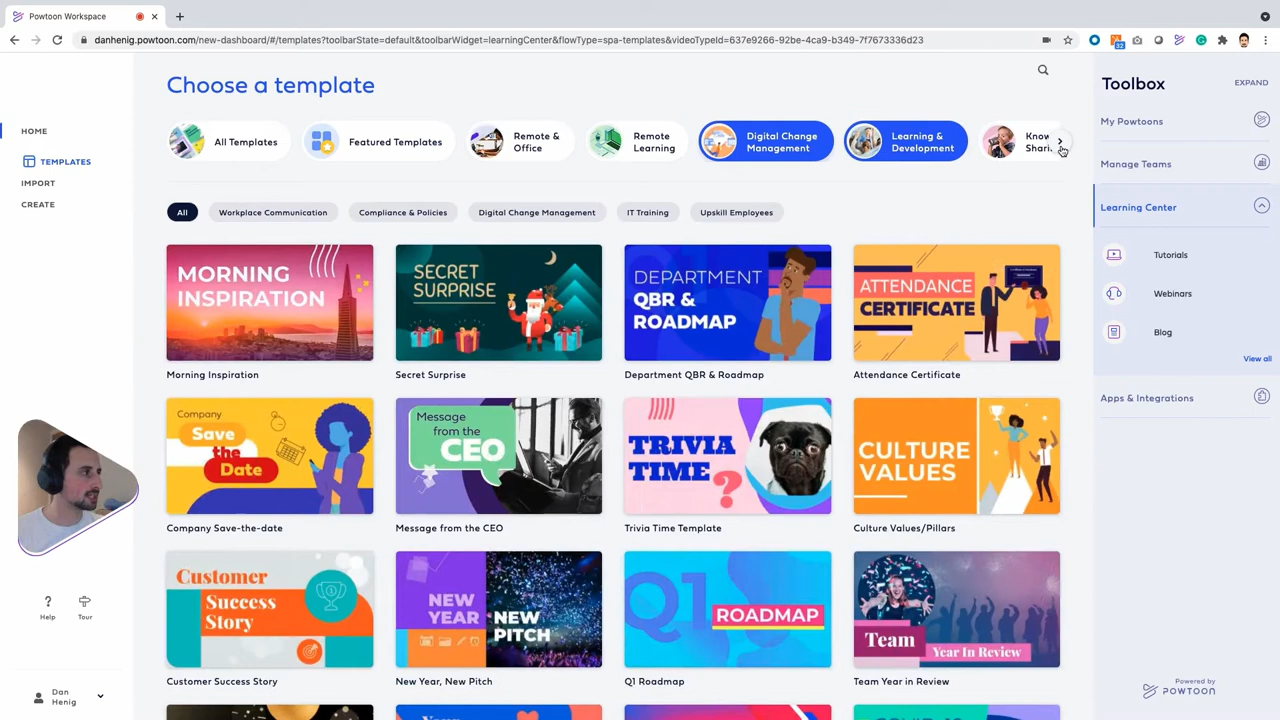 Powtoon Workspace
danhenig.powtoon.com/new-dashboard/#/templates?toolbarState=default&toolbarWidget=learningCenter&flowType=spa-templates&videoTypeId=637e9266-92be-4ca9-b349-7f7673336d23
32
HOME
TEMPLATES
IMPORT
CREATE
Help
Tour
Dan
Henig
Choose a template
All Templates
Featured Templates
Remote &
Office
Remote
Learning
Digital Change
Management
Learning &
Development
All
Workplace Communication
Compliance & Policies
Digital Change Management
IT Training
Upskill Employees
MORNING
INSPIRATION
Morning Inspiration
SECRET
SURPRISE
Secret Surprise
DEPARTMENT
QBR &
ROADMAP
Department QBR & Roadmap
ATTENDANCE
CERTIFICATE
Attendance Certificate
Company
Save
the
Date
Company Save-the-date
Message
from the
CEO
Message from the CEO
TRIVIA
TIME
?
Trivia Time Template
CULTURE
VALUES
Culture Values/Pillars
Customer
Success
Story
Customer Success Story
NEW
YEAR
NEW
PITCH
New Year, New Pitch
Q1
ROADMAP
Q1 Roadmap
Team
Year in Review
Team Year in Review
Toolbox
EXPAND
My Powtoons
Manage Teams
Learning Center
Tutorials
Webinars
Blog
View all
Apps & Integrations
Powered by
POWTOON